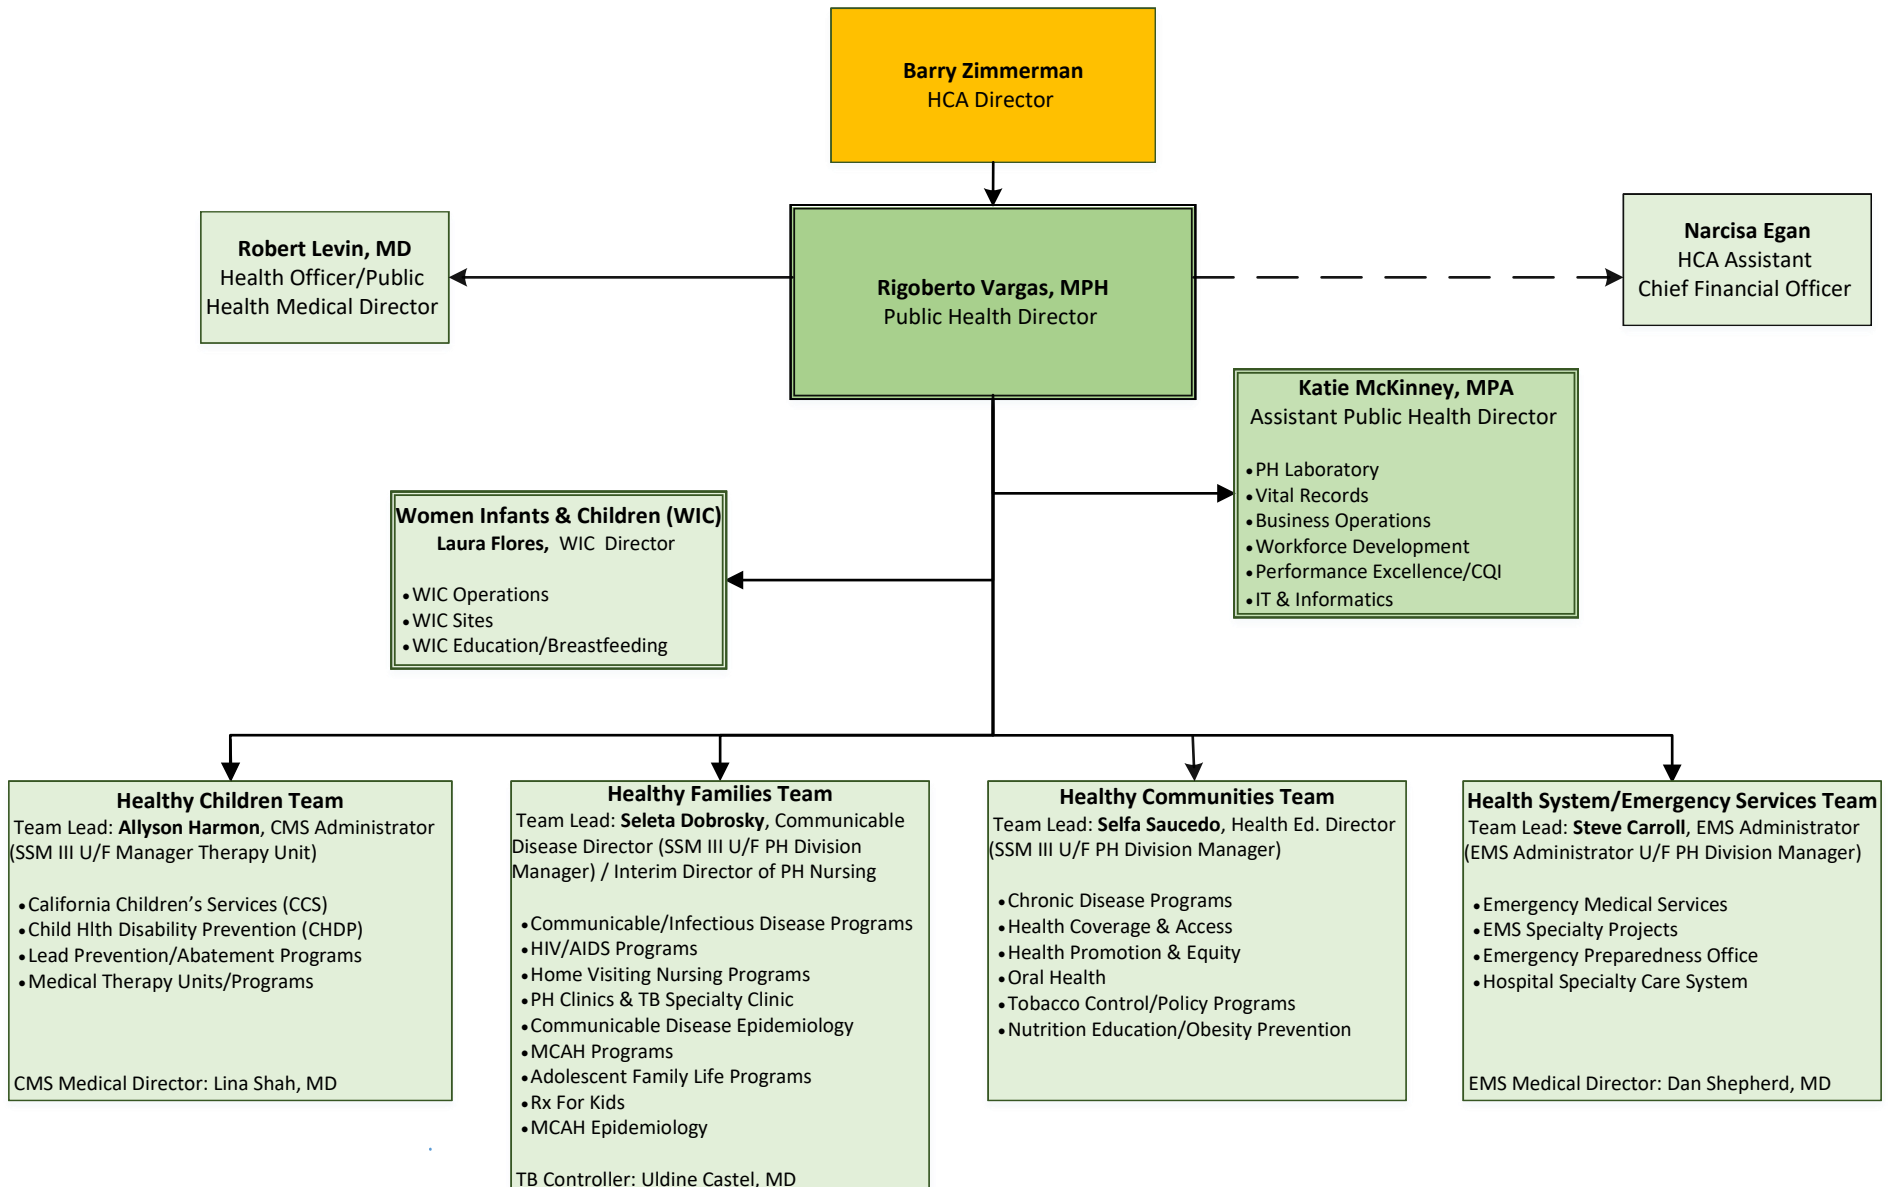 Barry Zimmerman
HCA Director
Robert Levin, MD
Health Officer/Public
Health Medical Director
Rigoberto Vargas, MPH
Public Health Director
Narcisa Egan
HCA Assistant
Chief Financial Officer
Katie McKinney, MPA
Assistant Public Health Director
•PH Laboratory
•Vital Records
•Business Operations
•Workforce Development
•Performance Excellence/CQI
•IT & Informatics
Women Infants & Children (WIC)
Laura Flores, WIC Director
•WIC Operations
•WIC Sites
•WIC Education/Breastfeeding
Healthy Children Team
Team Lead: Allyson Harmon, CMS Administrator
(SSM III U/F Manager Therapy Unit)
•California Children’s Services (CCS)
•Child Hlth Disability Prevention (CHDP)
•Lead Prevention/Abatement Programs
•Medical Therapy Units/Programs
CMS Medical Director: Lina Shah, MD
Healthy Families Team
Team Lead: Seleta Dobrosky, Communicable
Disease Director (SSM III U/F PH Division
Manager) / Interim Director of PH Nursing
•Communicable/Infectious Disease Programs
•HIV/AIDS Programs
•Home Visiting Nursing Programs
•PH Clinics & TB Specialty Clinic
•Communicable Disease Epidemiology
•MCAH Programs
•Adolescent Family Life Programs
•Rx For Kids
•MCAH Epidemiology
TB Controller: Uldine Castel, MD
Healthy Communities Team
Team Lead: Selfa Saucedo, Health Ed. Director
(SSM III U/F PH Division Manager)
•Chronic Disease Programs
•Health Coverage & Access
•Health Promotion & Equity
•Oral Health
•Tobacco Control/Policy Programs
•Nutrition Education/Obesity Prevention
Health System/Emergency Services Team
Team Lead: Steve Carroll, EMS Administrator
(EMS Administrator U/F PH Division Manager)
•Emergency Medical Services
•EMS Specialty Projects
•Emergency Preparedness Office
•Hospital Specialty Care System
EMS Medical Director: Dan Shepherd, MD